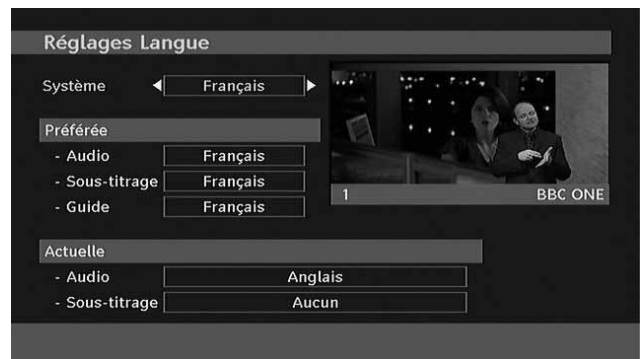 Réglages Langue
Système Français
Préférée
- Audio Français
- Sous-titrage Français
- Guide Français
1 BBC ONE
Actuelle
- Audio Anglais
- Sous-titrage Aucun